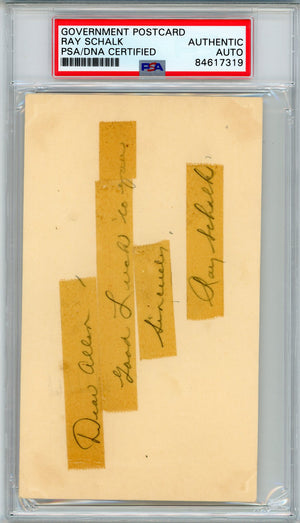 GOVERNMENT POSTCARD
RAY SCHALK
PSA/DNA CERTIFIED
AUTHENTIC
AUTO
84617319
PSA
Dear Allen,
Good Luck to you.
Sincerely,
Ray Schalk.